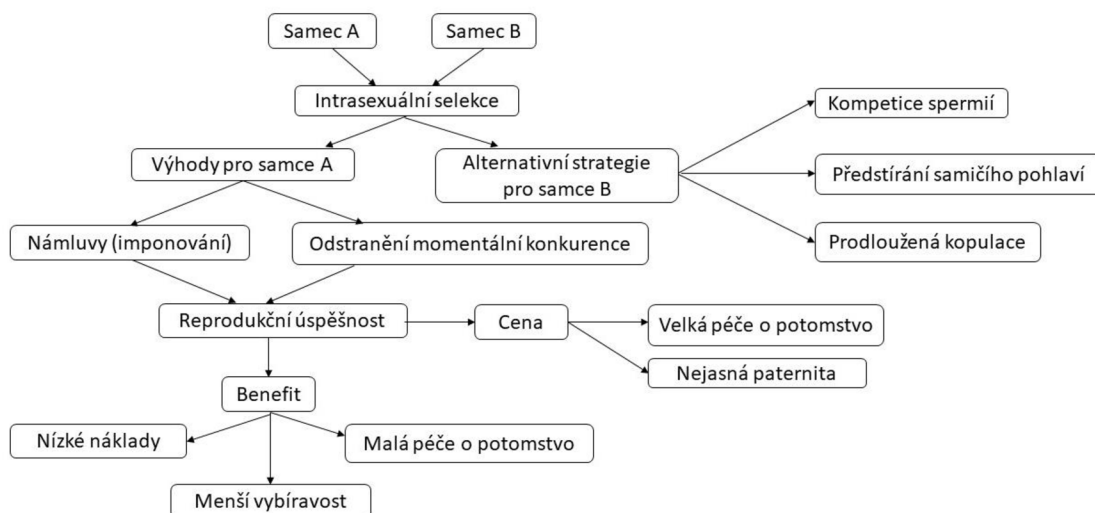 Samec A
Samec B
Intrasexuální selekce
Kompetice spermií
Výhody pro samce A
Alternativní strategie
pro samce B
Předstírání samičího pohlaví
Námluvy (imponování)
Odstranění momentální konkurence
Prodloužená kopulace
Reprodukční úspěšnost
Cena
Velká péče o potomstvo
Nejasná paternita
Benefit
Nízké náklady
Malá péče o potomstvo
Menší vybíravost